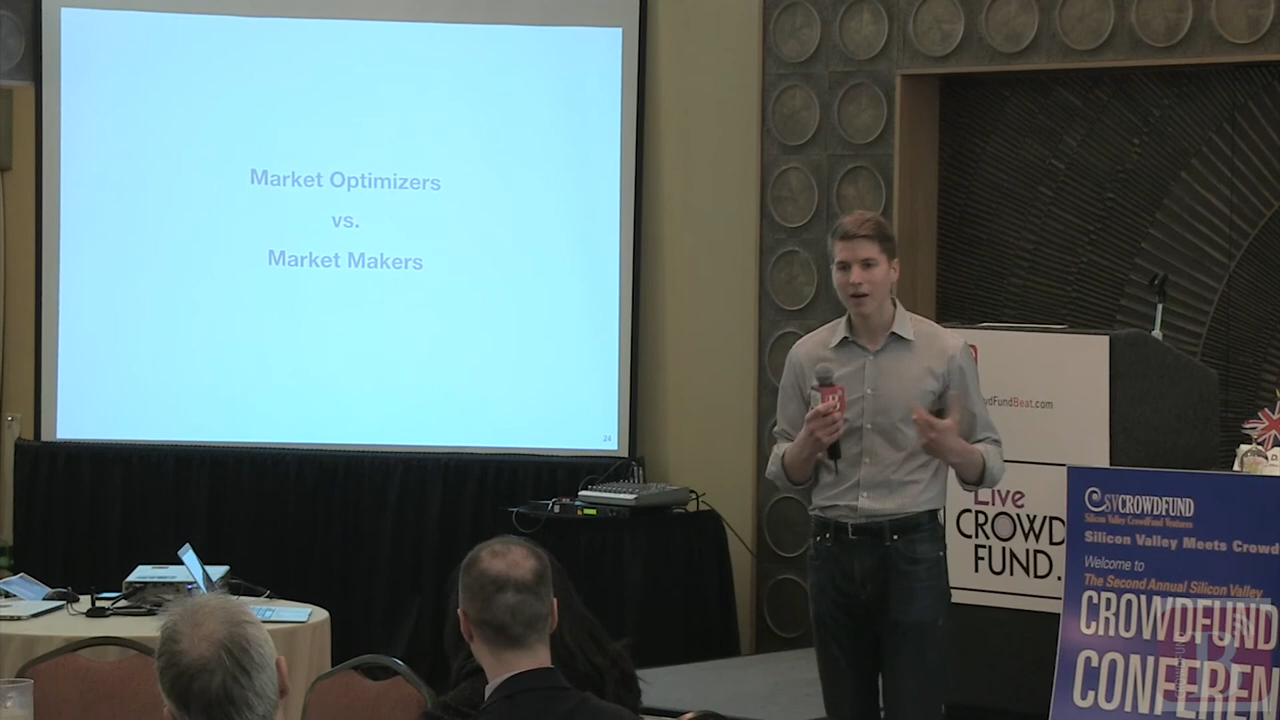 Market Optimizers
vs.
Market Makers
24
wdFundBeat.com
Live
CROWD
FUND.
SVCROWDFUND
Silicon Valley CrowdFund Ventures
Silicon Valley Meets Crowd
Welcome to
The Second Annual Silicon Valley
CROWDFUND
CONFEREN
B